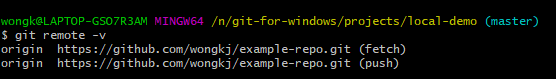 wongk@LAPTOP-GSO7R3AM MINGW64 /n/git-for-windows/projects/local-demo (master)
$ git remote -v
origin  https://github.com/wongkj/example-repo.git (fetch)
origin  https://github.com/wongkj/example-repo.git (push)